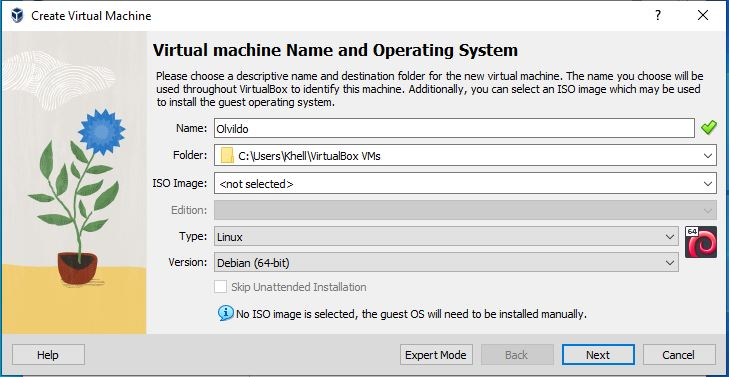 Create Virtual Machine
? X
Virtual machine Name and Operating System
Please choose a descriptive name and destination folder for the new virtual machine. The name you choose will be
used throughout VirtualBox to identify this machine. Additionally, you can select an ISO image which may be used
to install the guest operating system.
Name: Olvildo
Folder: C:\Users\Khell\VirtualBox VMs
ISO Image: <not selected>
Edition:
Type: Linux
64
Version: Debian (64-bit)
Skip Unattended Installation
No ISO image is selected, the guest OS will need to be installed manually.
Help Expert Mode Back Next Cancel